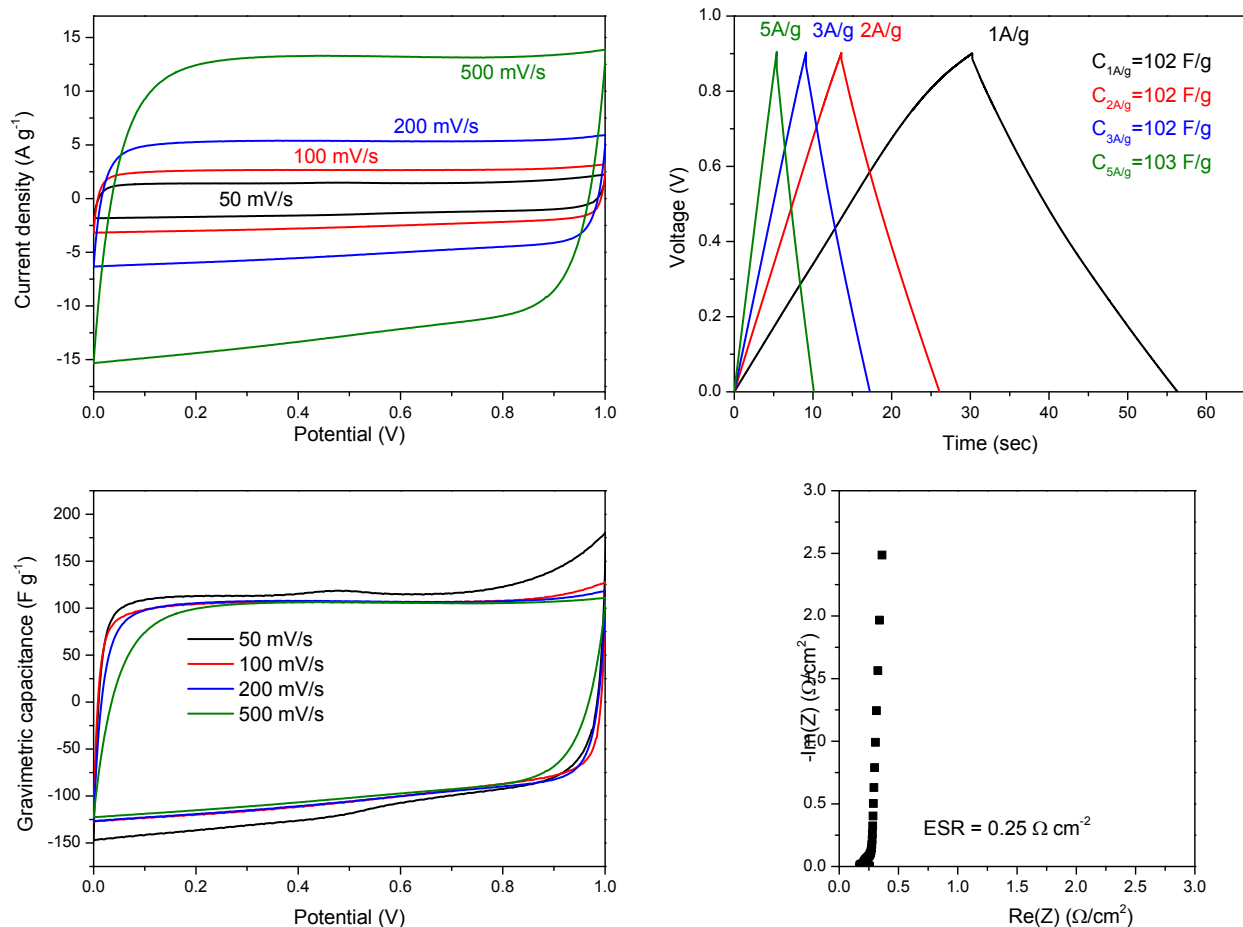 15
10
5
0
-5
-10
-15
0.0 0.2 0.4 0.6 0.8 1.0
Current density (A g⁻¹)
Potential (V)
500 mV/s
200 mV/s
100 mV/s
50 mV/s
1.0
0.8
0.6
0.4
0.2
0.0
0 10 20 30 40 50 60
Voltage (V)
Time (sec)
5A/g 3A/g 2A/g 1A/g
C1A/g=102 F/g
C2A/g=102 F/g
C3A/g=102 F/g
C5A/g=103 F/g
200
150
100
50
0
-50
-100
-150
0.0 0.2 0.4 0.6 0.8 1.0
Gravimetric capacitance (F g⁻¹)
Potential (V)
50 mV/s
100 mV/s
200 mV/s
500 mV/s
3.0
2.5
2.0
1.5
1.0
0.5
0.0
0.0 0.5 1.0 1.5 2.0 2.5 3.0
-Im(Z) (Ω/cm²)
Re(Z) (Ω/cm²)
ESR = 0.25 Ω cm⁻²